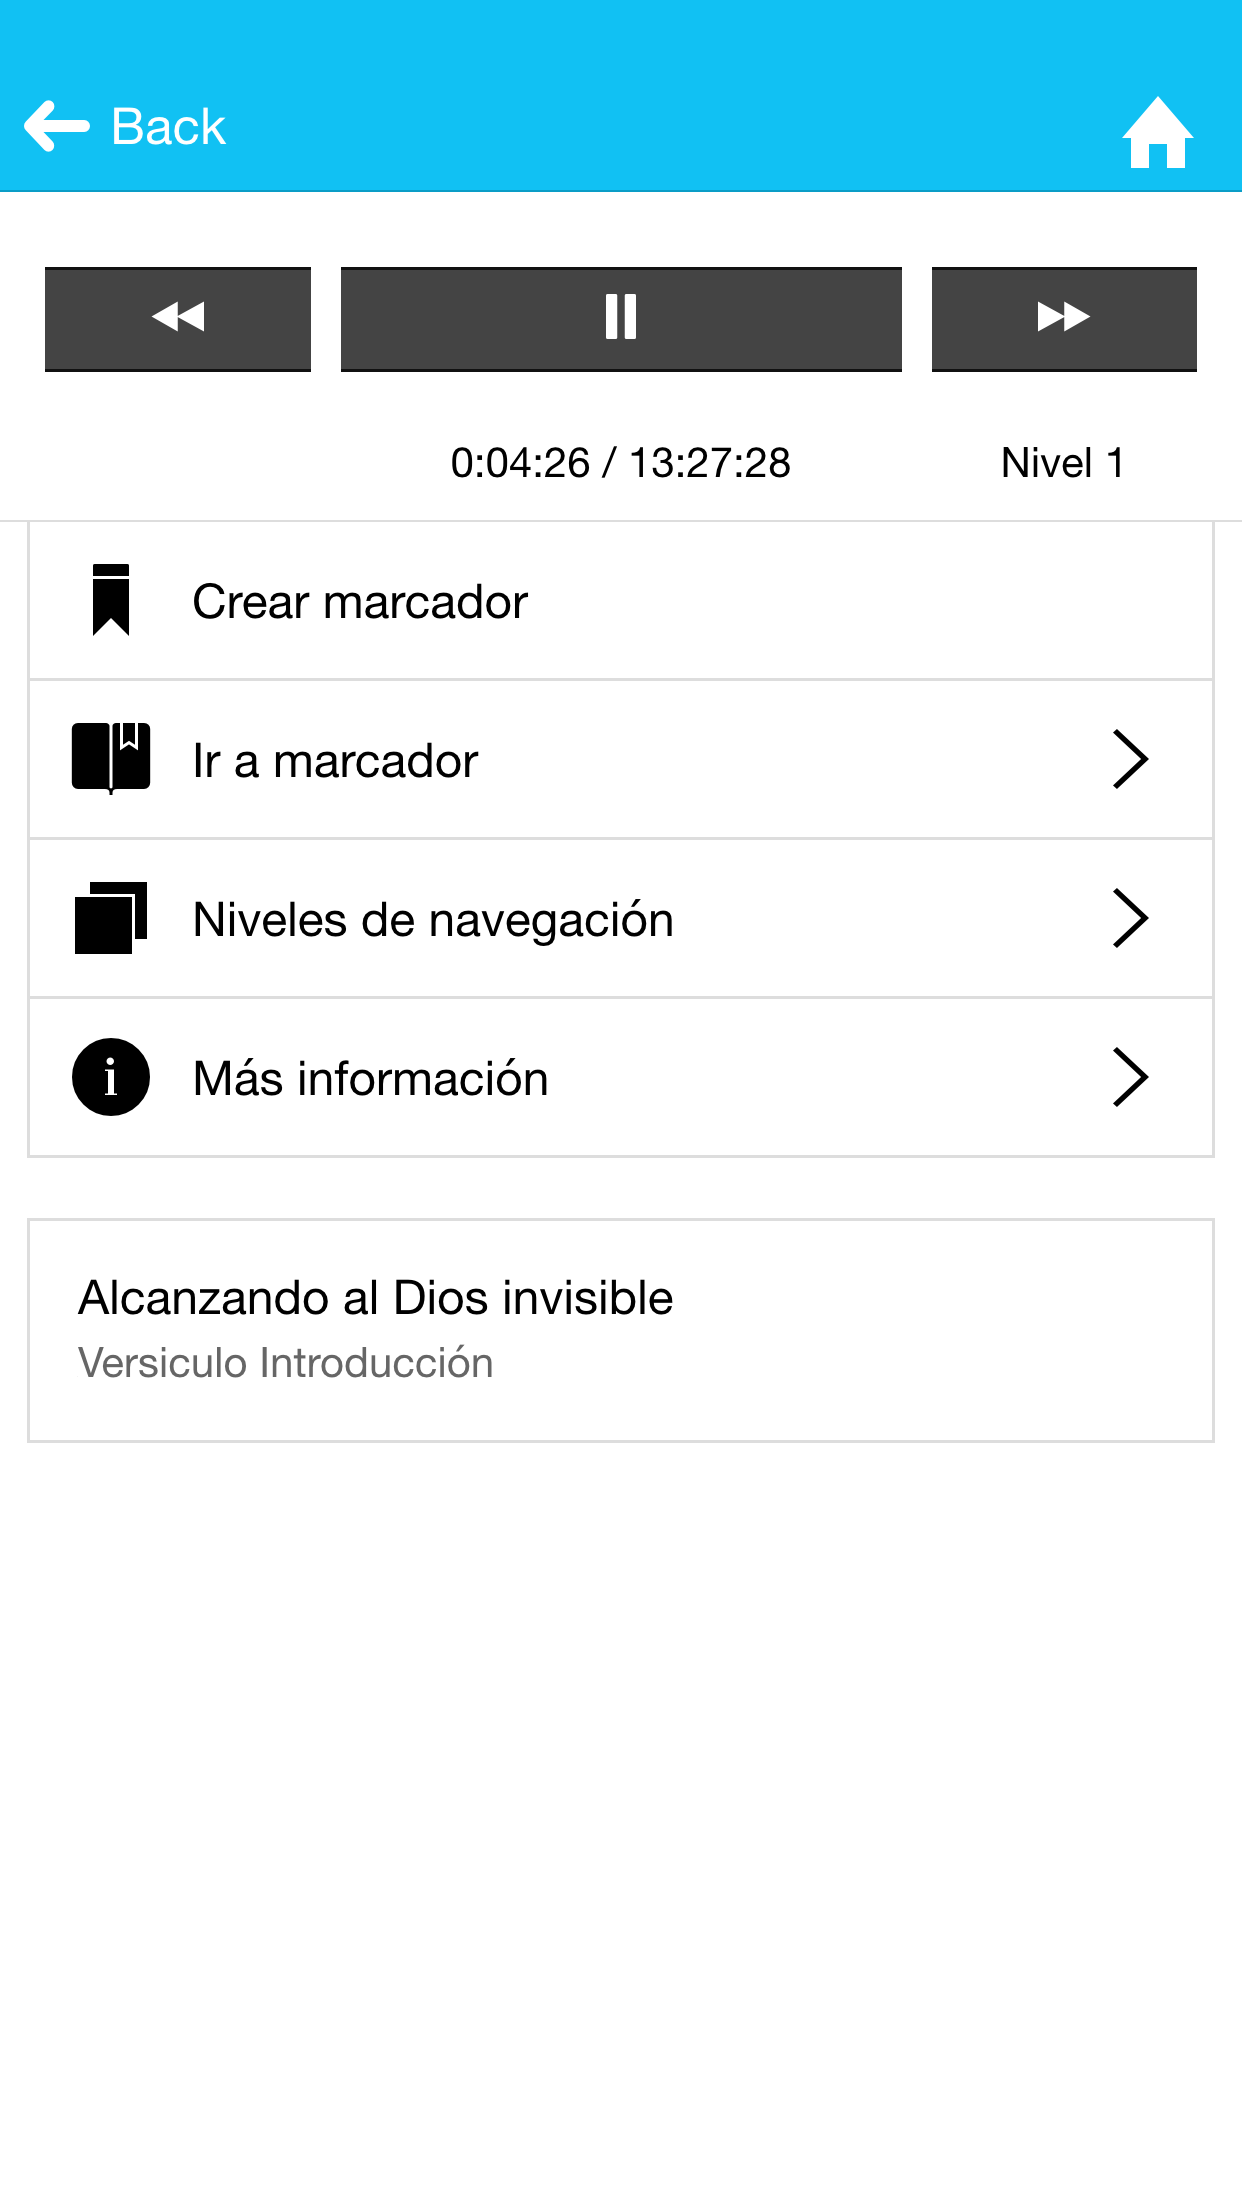 Back
0:04:26 / 13:27:28 Nivel 1
Crear marcador
Ir a marcador
Niveles de navegación
Más información
Alcanzando al Dios invisible
Versiculo Introducción